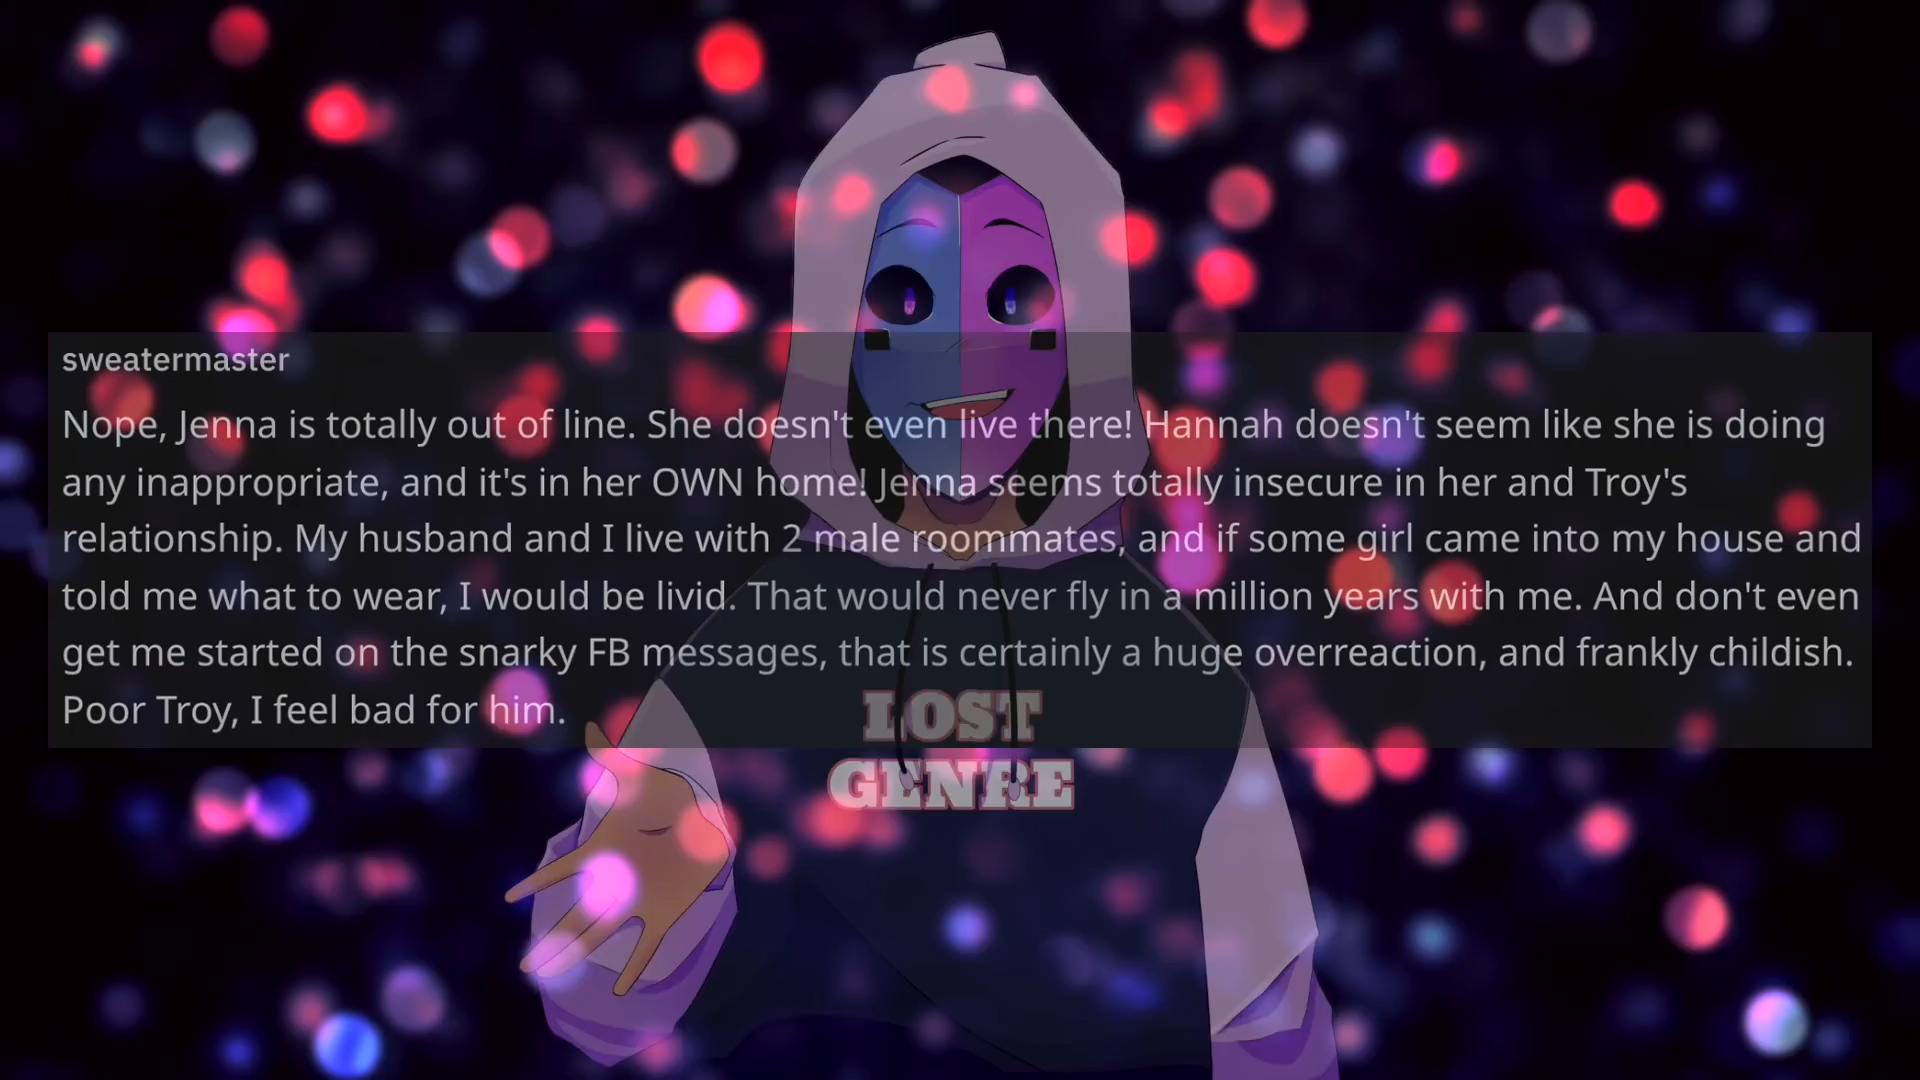 sweatermaster
Nope, Jenna is totally out of line. She doesn't even live there! Hannah doesn't seem like she is doing
any inappropriate, and it's in her OWN home! Jenna seems totally insecure in her and Troy's
relationship. My husband and I live with 2 male roommates, and if some girl came into my house and
told me what to wear, I would be livid. That would never fly in a million years with me. And don't even
get me started on the snarky FB messages, that is certainly a huge overreaction, and frankly childish.
Poor Troy, I feel bad for him.
LOST
GENRE